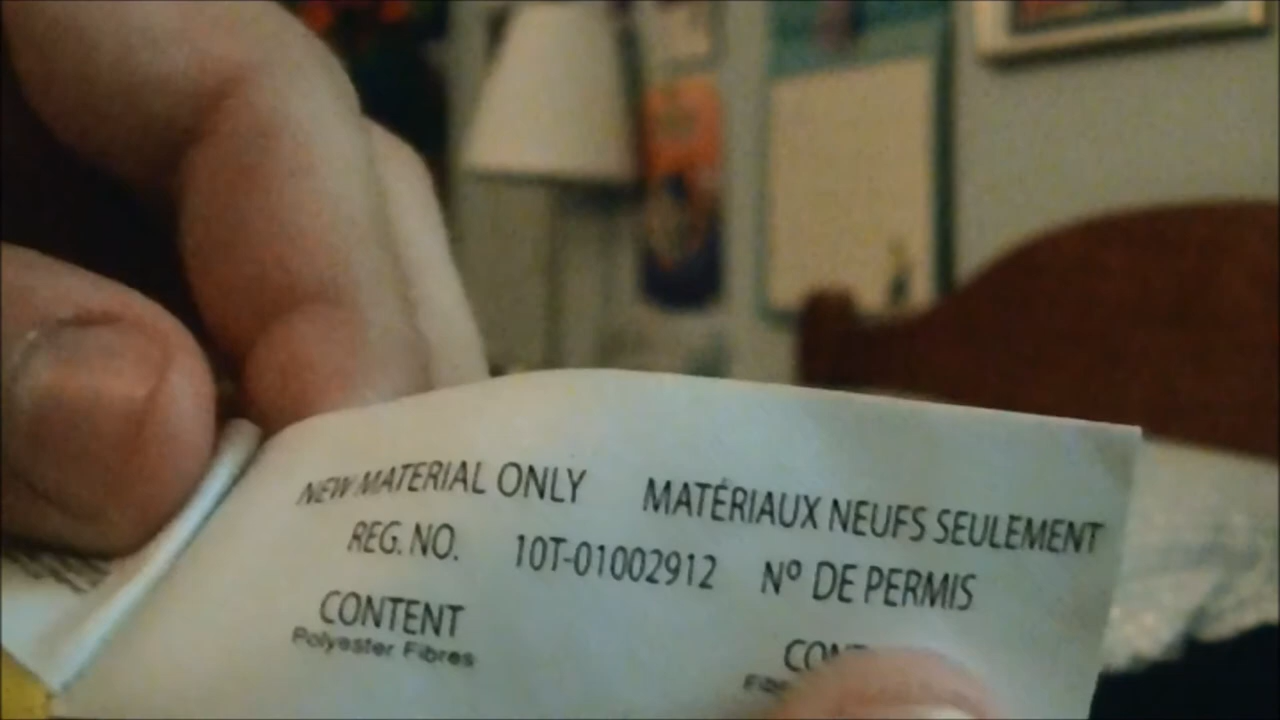 NEW MATERIAL ONLY MATÉRIAUX NEUFS SEULEMENT
REG. NO. 10T-01002912 Nº DE PERMIS
CONTENT
Polyester Fibres